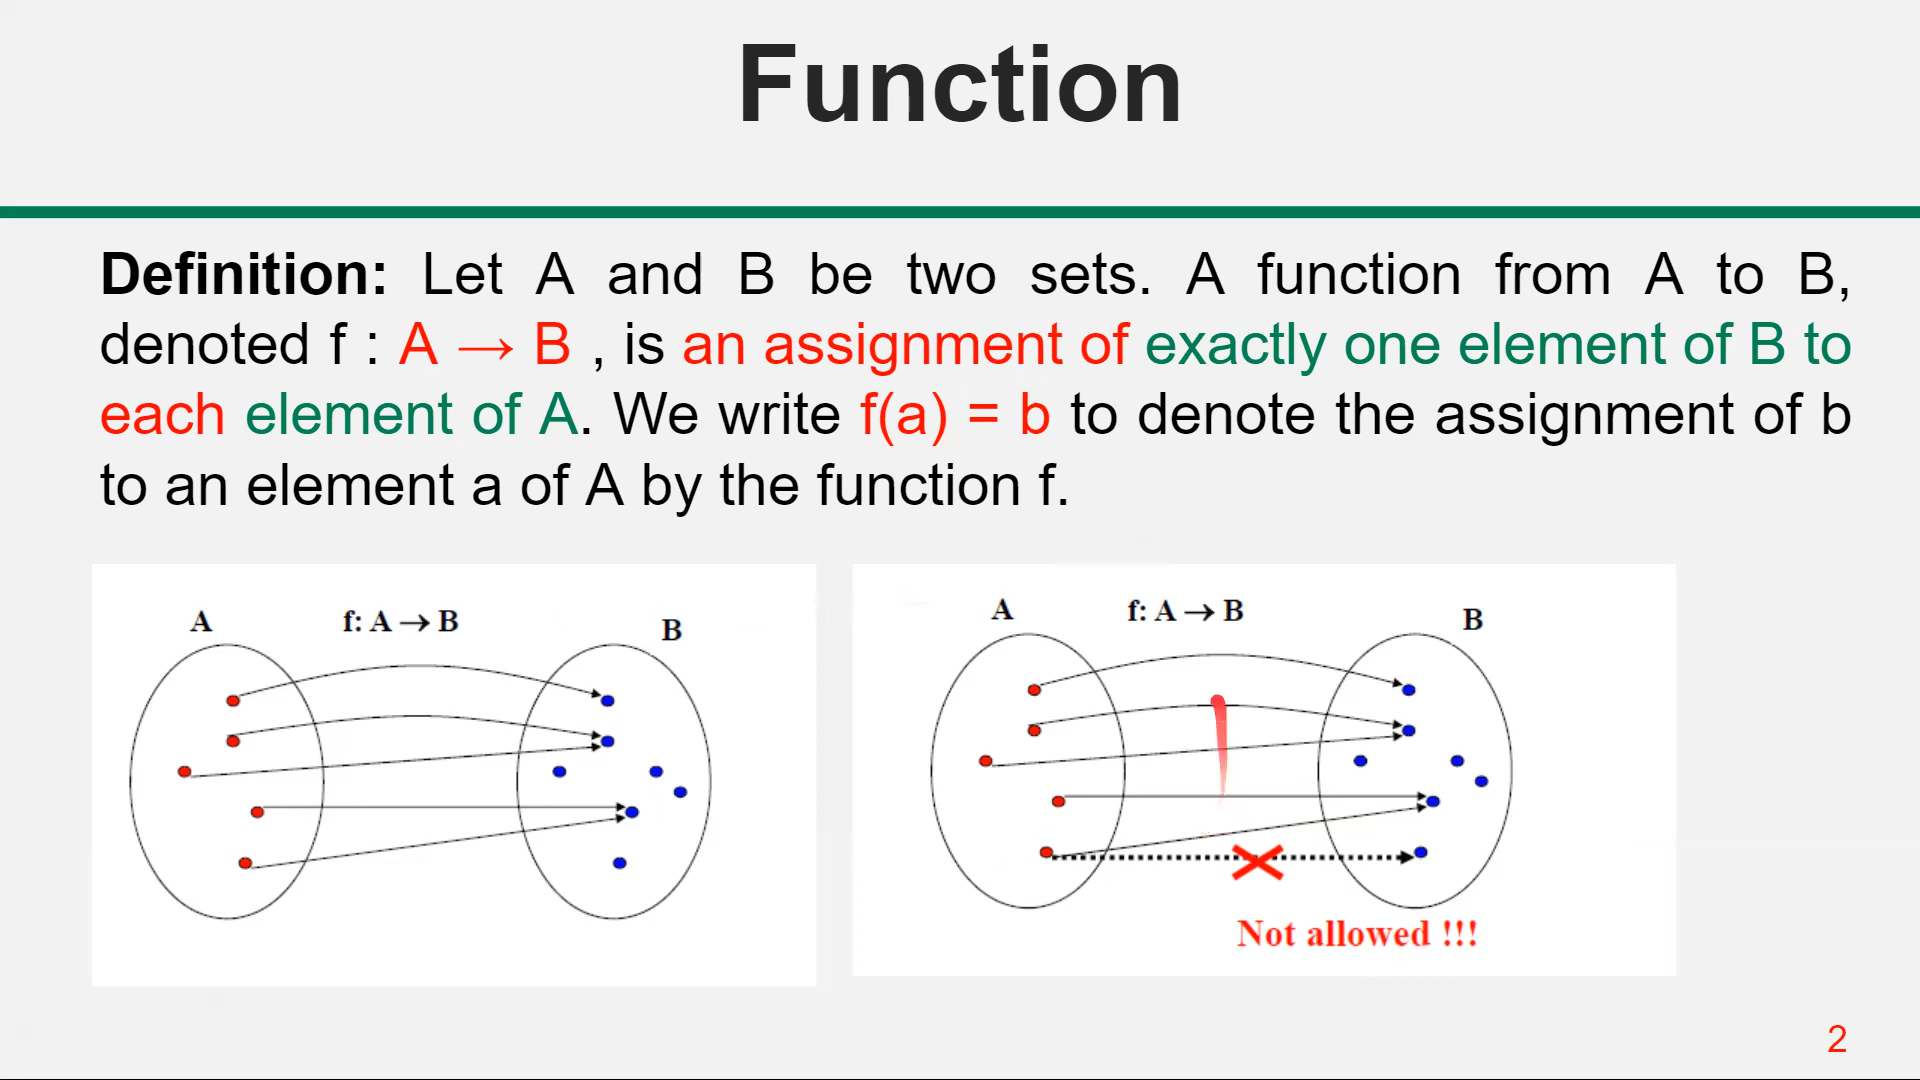 Function
Definition: Let A and B be two sets. A function from A to B,
denoted f : A → B , is an assignment of exactly one element of B to
each element of A. We write f(a) = b to denote the assignment of b
to an element a of A by the function f.
A f: A → B B
A f: A → B B
Not allowed !!!
2